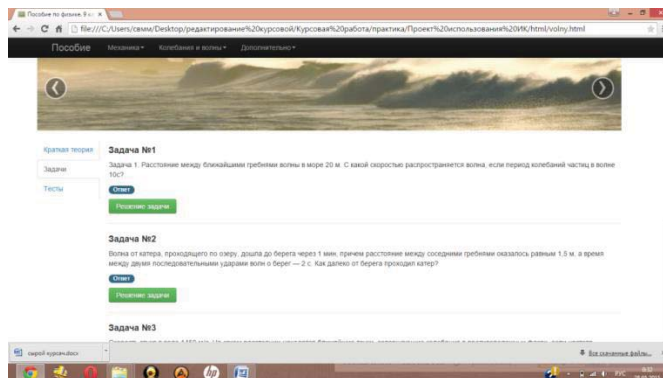 Пособие по физике. 9 кл
file:///C:/Users/семи/Desktop/редактирование%20курсовой/Курсовая%20работа/практика/Проект%20использования%20ИК/html/volny.html
Пособие Механика Колебания и волны Дополнительно
Краткая теория
Задачи
Тесты
Задача №1
Задача 1. Расстояние между ближайшими гребнями волны в море 20 м. С какой скоростью распространяется волна, если период колебаний частиц в волне
10с?
Ответ
Решение задачи
Задача №2
Волна от катера, проходящего по озеру, дошла до берега через 1 мин, причем расстояние между соседними гребнями оказалось равным 1,5 м, а время
между двумя последовательными ударами волн о берег — 2 с. Как далеко от берега проходил катер?
Ответ
Решение задачи
Задача №3
сырой курсач.docx
Все скачанные файлы...
РУС